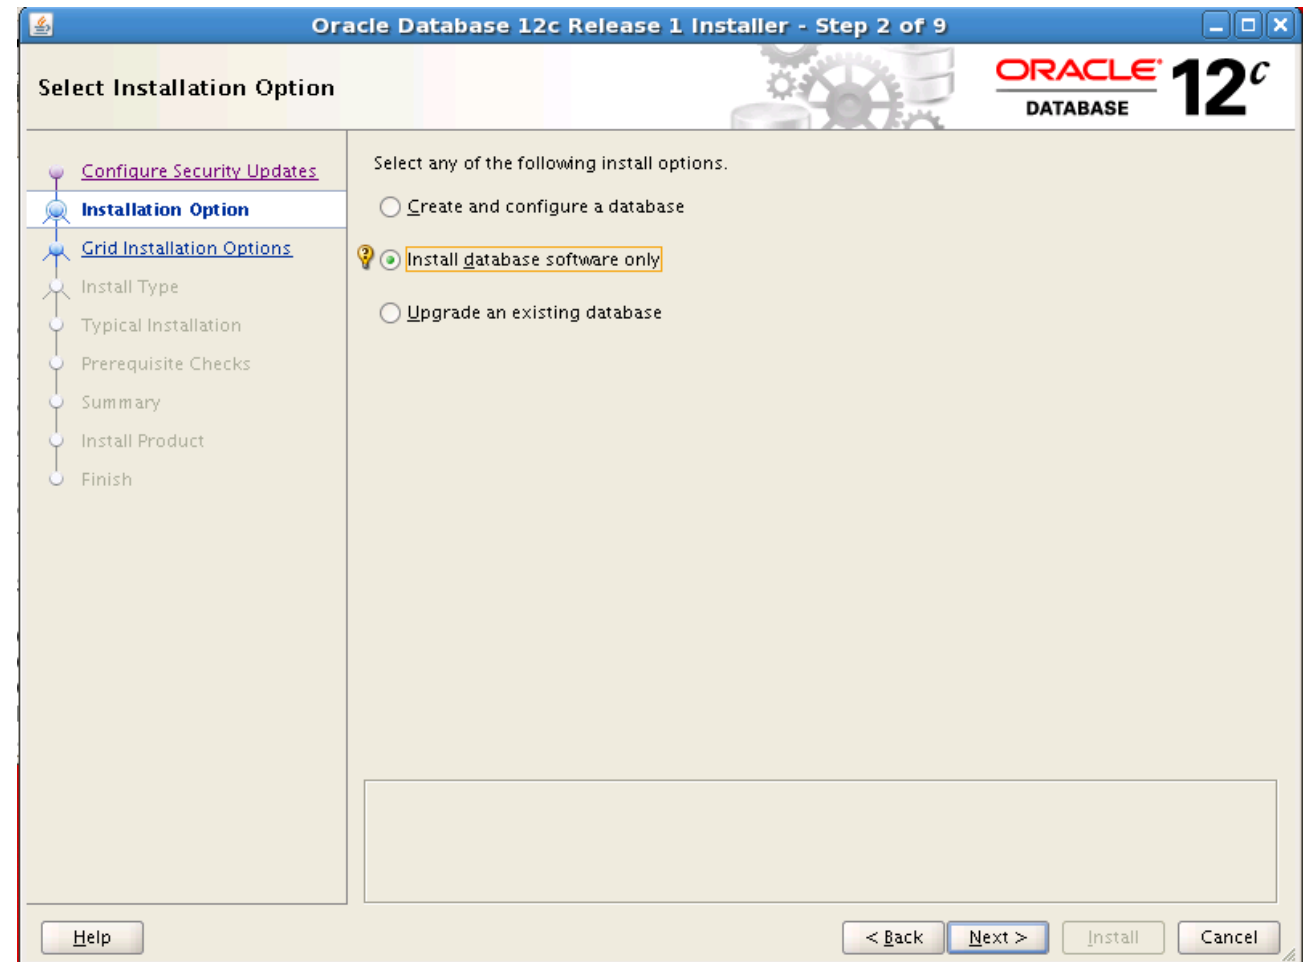 Oracle Database 12c Release 1 Installer - Step 2 of 9
Select Installation Option
ORACLE
DATABASE
12c
Configure Security Updates
Installation Option
Grid Installation Options
Install Type
Typical Installation
Prerequisite Checks
Summary
Install Product
Finish
Select any of the following install options.
Create and configure a database
Install database software only
Upgrade an existing database
Help
< Back
Next >
Install
Cancel